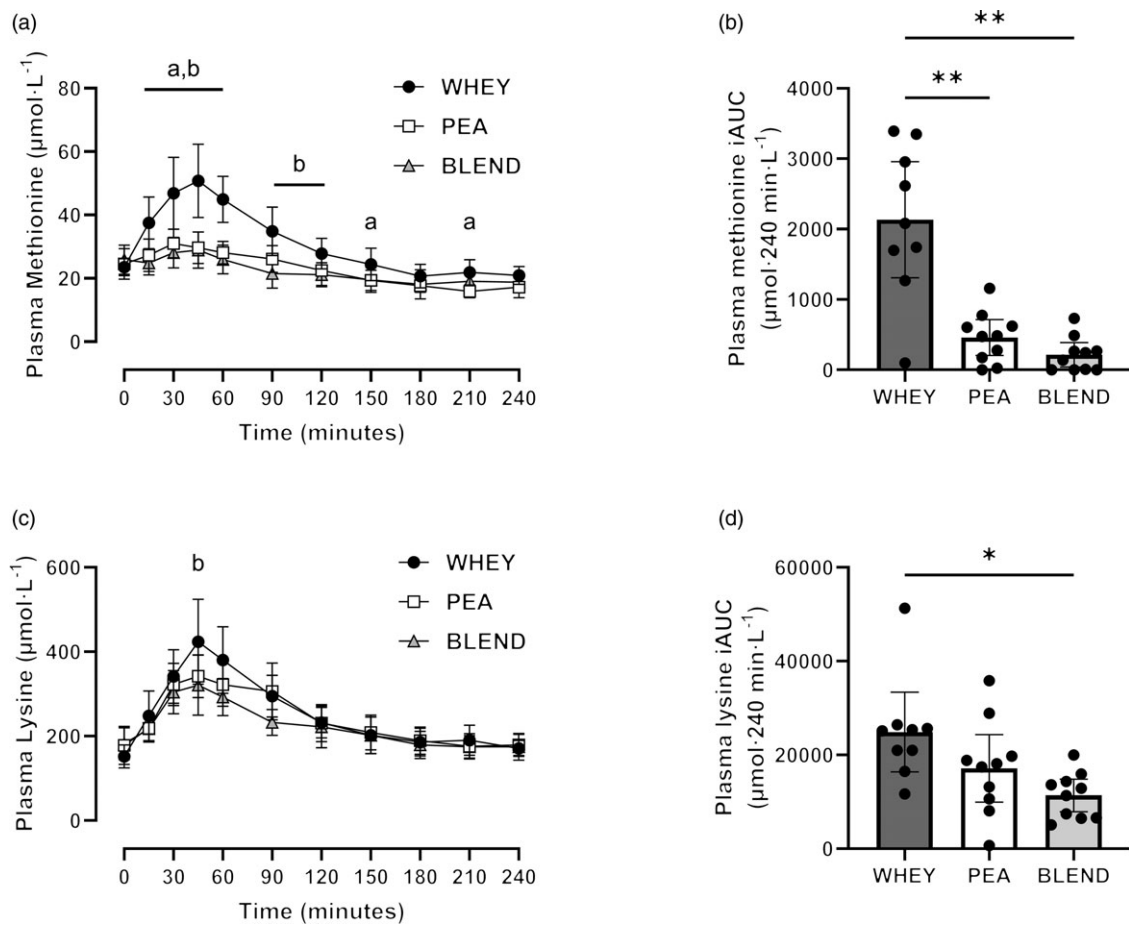 (a)
a,b
b
a
a
WHEY
PEA
BLEND
Plasma Methionine (µmol·L⁻¹)
80
60
40
20
0
0 30 60 90 120 150 180 210 240
Time (minutes)
(b)
**
**
Plasma methionine iAUC
(µmol·240 min·L⁻¹)
4000
3000
2000
1000
0
WHEY PEA BLEND
(c)
b
WHEY
PEA
BLEND
Plasma Lysine (µmol·L⁻¹)
600
400
200
0
0 30 60 90 120 150 180 210 240
Time (minutes)
(d)
*
Plasma lysine iAUC
(µmol·240 min·L⁻¹)
60000
40000
20000
0
WHEY PEA BLEND